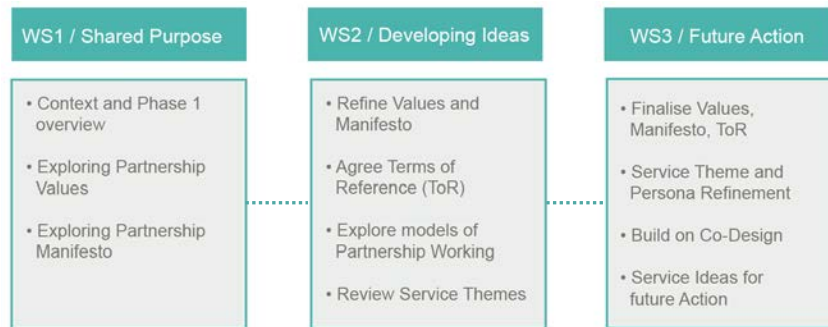 WS1 / Shared Purpose
• Context and Phase 1
overview
• Exploring Partnership
Values
• Exploring Partnership
Manifesto
WS2 / Developing Ideas
• Refine Values and
Manifesto
• Agree Terms of
Reference (ToR)
• Explore models of
Partnership Working
• Review Service Themes
WS3 / Future Action
• Finalise Values,
Manifesto, ToR
• Service Theme and
Persona Refinement
• Build on Co-Design
• Service Ideas for
future Action